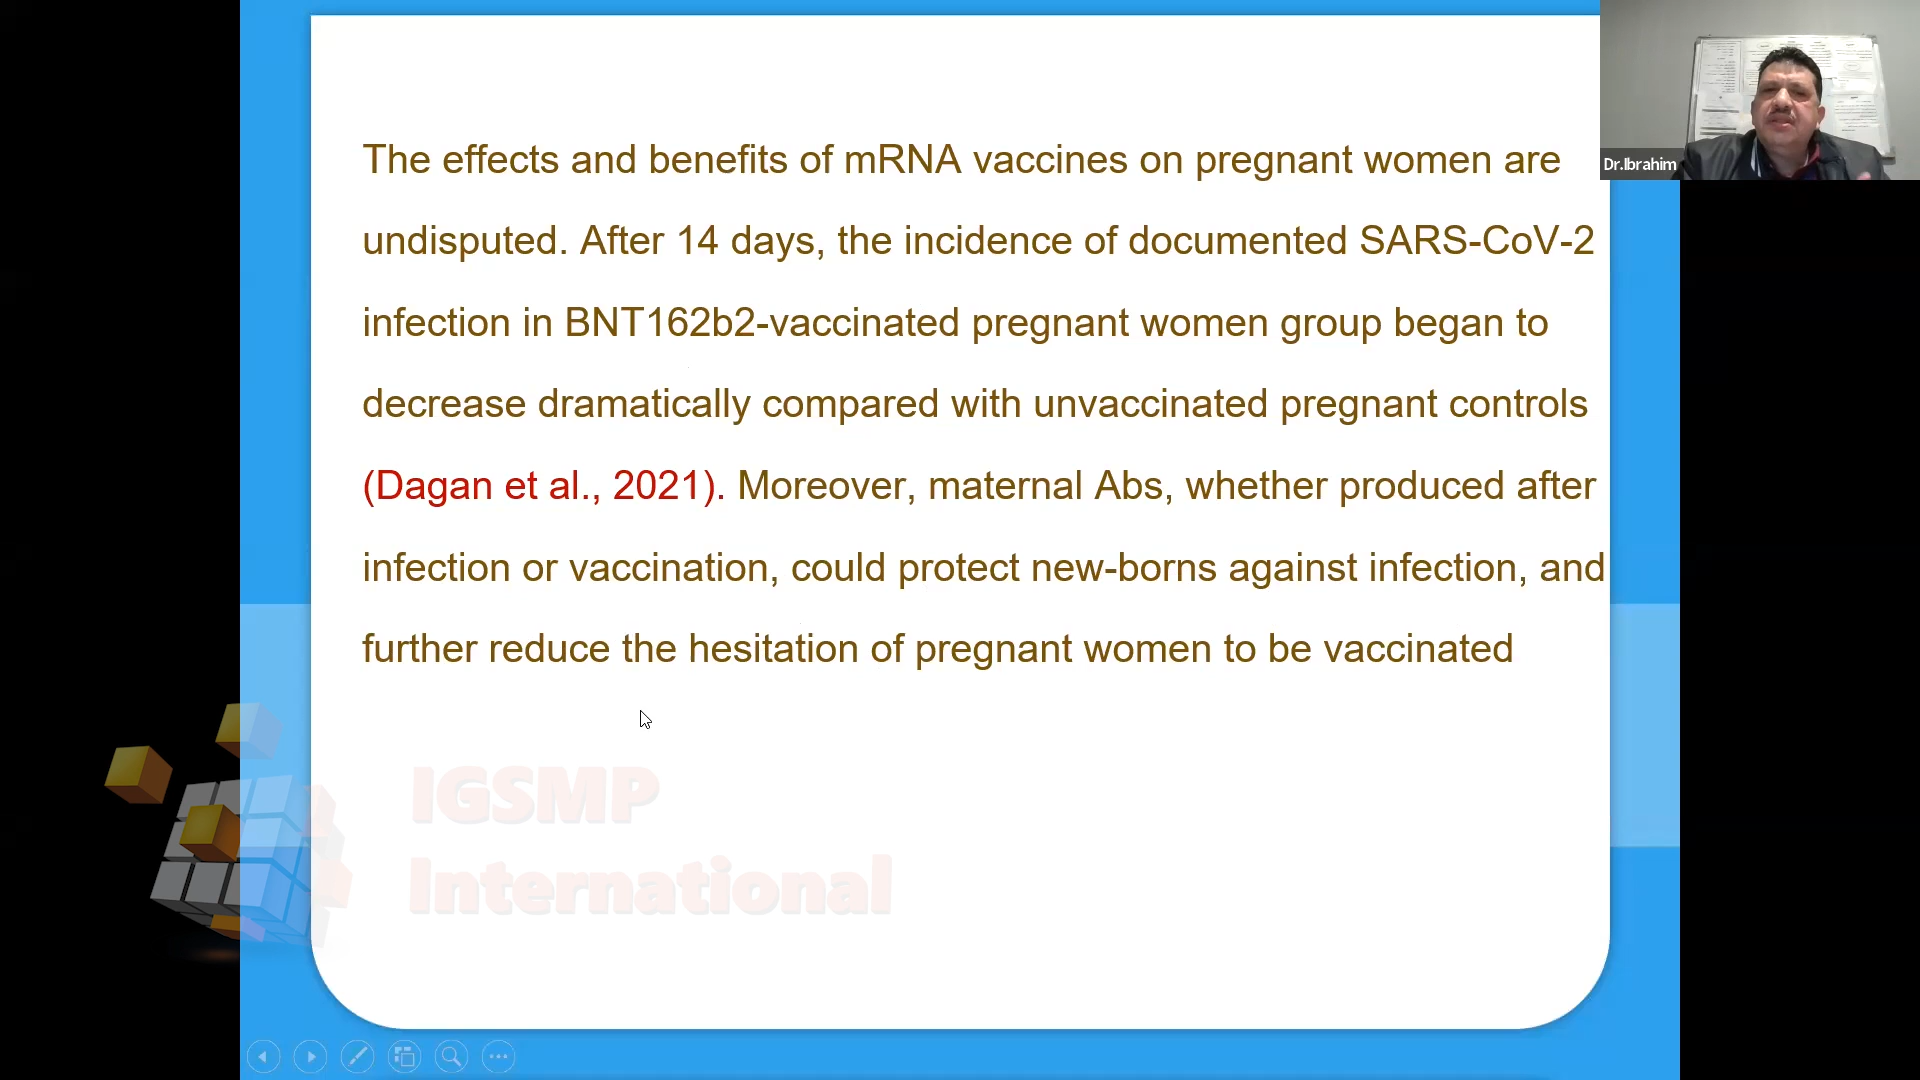 The effects and benefits of mRNA vaccines on pregnant women are
undisputed. After 14 days, the incidence of documented SARS-CoV-2
infection in BNT162b2-vaccinated pregnant women group began to
decrease dramatically compared with unvaccinated pregnant controls
(Dagan et al., 2021). Moreover, maternal Abs, whether produced after
infection or vaccination, could protect new-borns against infection, and
further reduce the hesitation of pregnant women to be vaccinated
Dr.Ibrahim
IGSMP
International